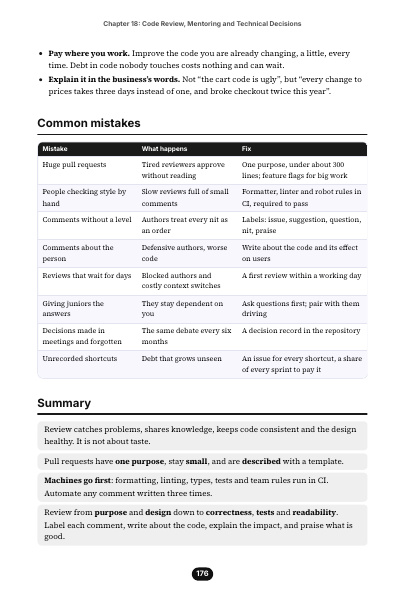 Chapter 18: Code Review, Mentoring and Technical Decisions
• Pay where you work. Improve the code you are already changing, a little, every
time. Debt in code nobody touches costs nothing and can wait.
• Explain it in the business's words. Not “the cart code is ugly”, but “every change to
prices takes three days instead of one, and broke checkout twice this year”.
Common mistakes
Mistake What happens Fix
Huge pull requests Tired reviewers approve One purpose, under about 300
without reading lines; feature flags for big work
People checking style by Slow reviews full of small Formatter, linter and robot rules in
hand comments CI, required to pass
Comments without a level Authors treat every nit as Labels: issue, suggestion, question,
an order nit, praise
Comments about the Defensive authors, worse Write about the code and its effect
person code on users
Reviews that wait for days Blocked authors and A first review within a working day
costly context switches
Giving juniors the They stay dependent on Ask questions first; pair with them
answers you driving
Decisions made in The same debate every six A decision record in the repository
meetings and forgotten months
Unrecorded shortcuts Debt that grows unseen An issue for every shortcut, a share
of every sprint to pay it
Summary
Review catches problems, shares knowledge, keeps code consistent and the design
healthy. It is not about taste.
Pull requests have one purpose, stay small, and are described with a template.
Machines go first: formatting, linting, types, tests and team rules run in CI.
Automate any comment written three times.
Review from purpose and design down to correctness, tests and readability.
Label each comment, write about the code, explain the impact, and praise what is
good.
176